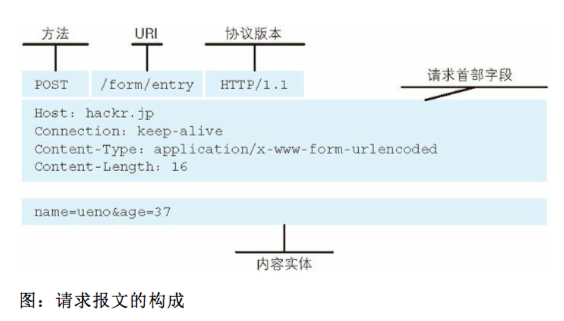 方法 URI 协议版本
POST /form/entry HTTP/1.1
请求首部字段
Host: hackr.jp
Connection: keep-alive
Content-Type: application/x-www-form-urlencoded
Content-Length: 16
name=ueno&age=37
内容实体
图：请求报文的构成